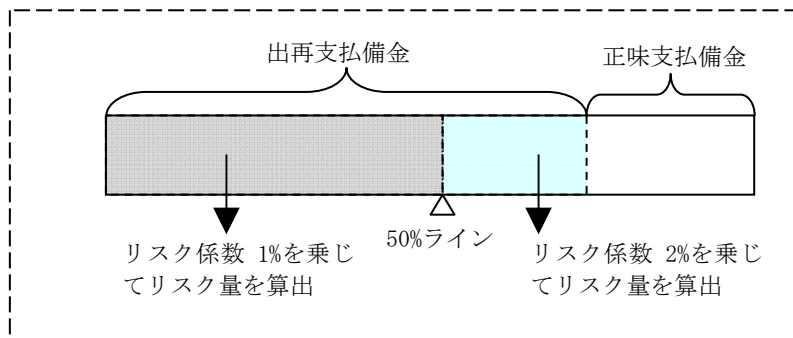 出再支払備金
正味支払備金
50%ライン
リスク係数 1%を乗じ
てリスク量を算出
リスク係数 2%を乗じ
てリスク量を算出